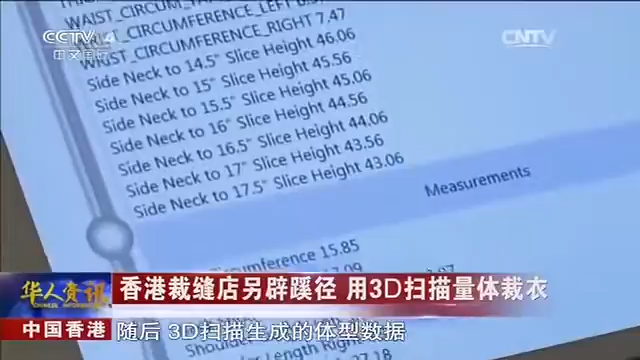 CCTV 4
中文国际
CNTV
WAIST_CIRCUMFERENCE_LEFT
WAIST_CIRCUMFERENCE_RIGHT 7.47
Side Neck to 14.5" Slice Height 46.06
Side Neck to 15" Slice Height 45.56
Side Neck to 15.5" Slice Height 45.06
Side Neck to 16" Slice Height 44.56
Side Neck to 16.5" Slice Height 44.06
Side Neck to 17" Slice Height 43.56
Side Neck to 17.5" Slice Height 43.06
Measurements
15.85
华人资讯
香港裁缝店另辟蹊径 用3D扫描量体裁衣
中国香港
随后 3D扫描生成的体型数据
Length Right
27.18